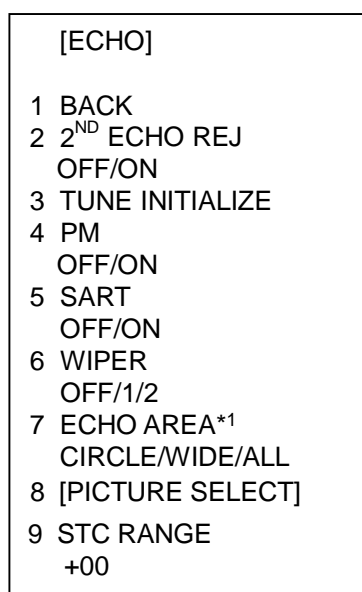 [ECHO]
1 BACK
2 2ND ECHO REJ
OFF/ON
3 TUNE INITIALIZE
4 PM
OFF/ON
5 SART
OFF/ON
6 WIPER
OFF/1/2
7 ECHO AREA*1
CIRCLE/WIDE/ALL
8 [PICTURE SELECT]
9 STC RANGE
+00